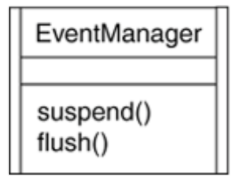 EventManager
suspend()
flush()